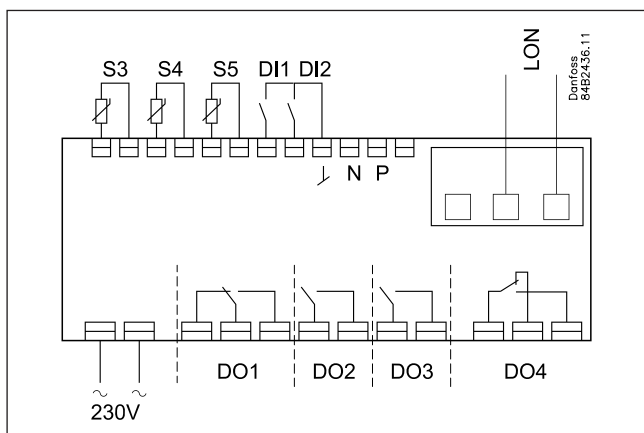 S3 S4 S5 DI1 DI2
LON
Danfoss
84B2436.11
N P
DO1 DO2 DO3 DO4
~ ~
230V